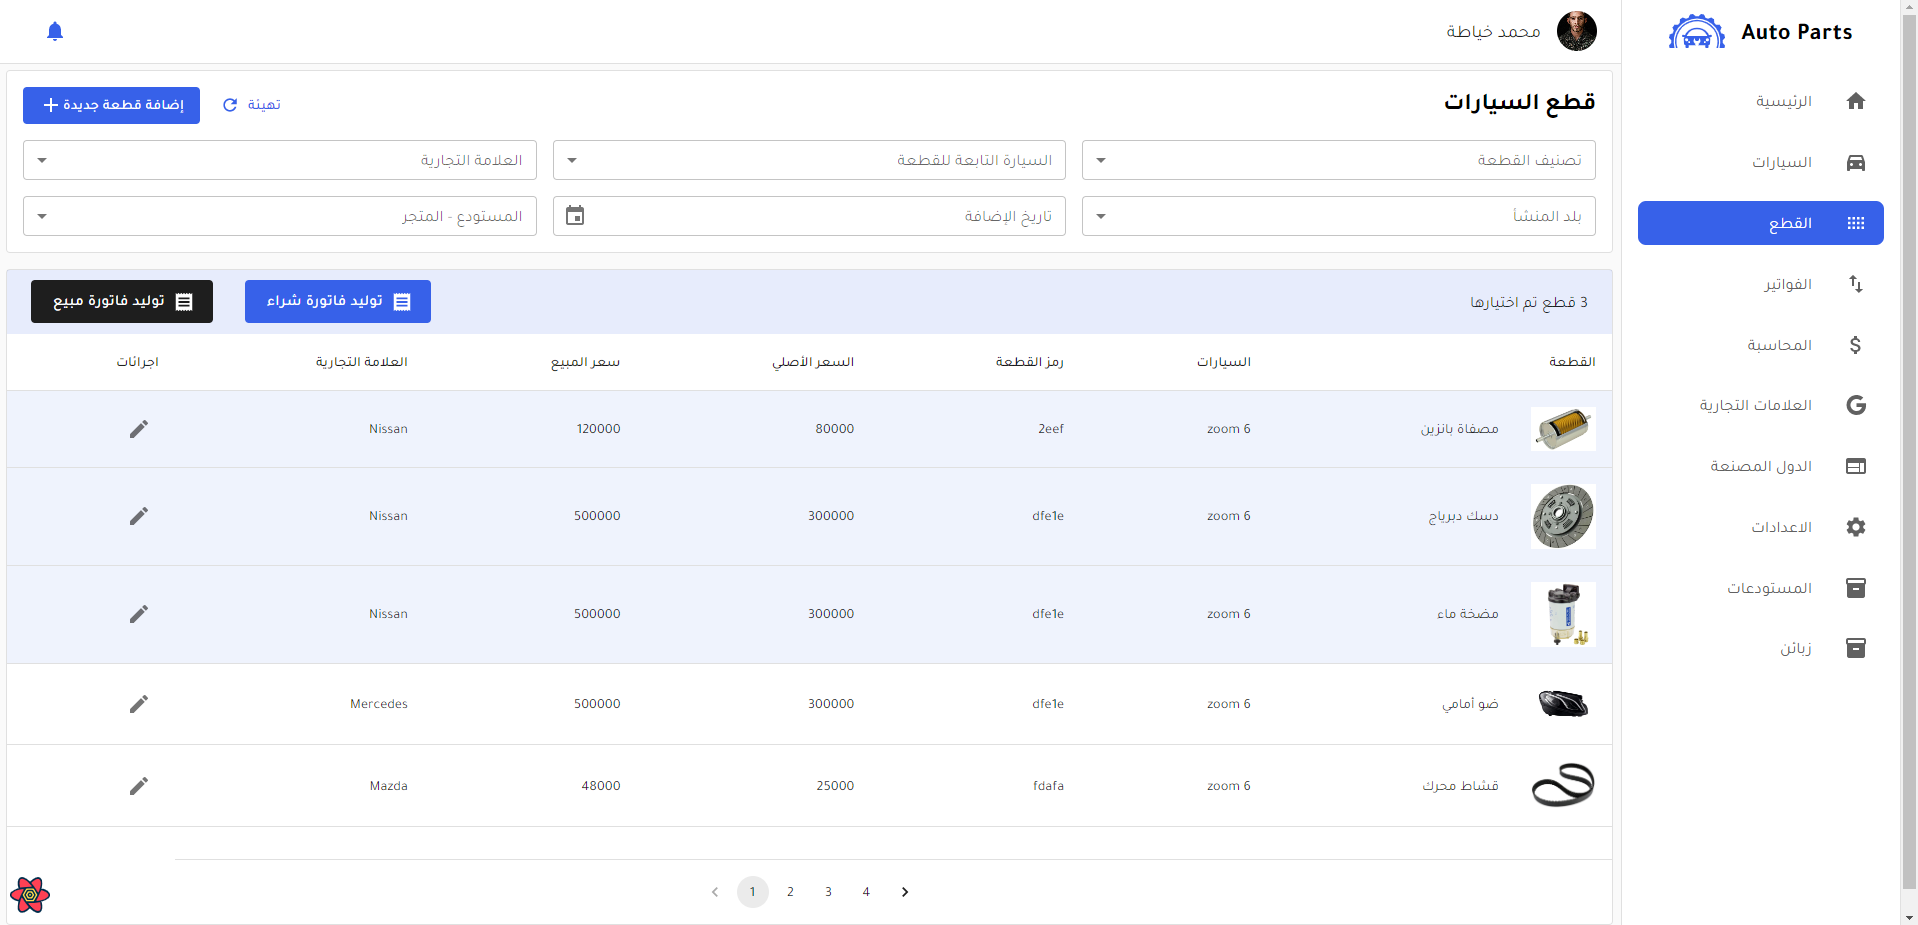 Auto Parts
الرئيسية
السيارات
القطع
الفواتير
المحاسبة
العلامات التجارية
الدول المصنعة
الاعدادات
المستودعات
زبائن
محمد خياطة
قطع السيارات
تهيئة
إضافة قطعة جديدة
تصنيف القطعة
السيارة التابعة للقطعة
العلامة التجارية
بلد المنشأ
تاريخ الإضافة
المستودع - المتجر
3 قطع تم اختيارها
توليد فاتورة شراء
توليد فاتورة مبيع
القطعة السيارات رمز القطعة السعر الأصلي سعر المبيع العلامة التجارية اجرائات
مصفاة بانزين zoom 6 2eef 80000 120000 Nissan
دسك دبرياج zoom 6 dfe1e 300000 500000 Nissan
مضخة ماء zoom 6 dfe1e 300000 500000 Nissan
ضو أمامي zoom 6 dfe1e 300000 500000 Mercedes
قشاط محرك zoom 6 fdafa 25000 48000 Mazda
1 2 3 4